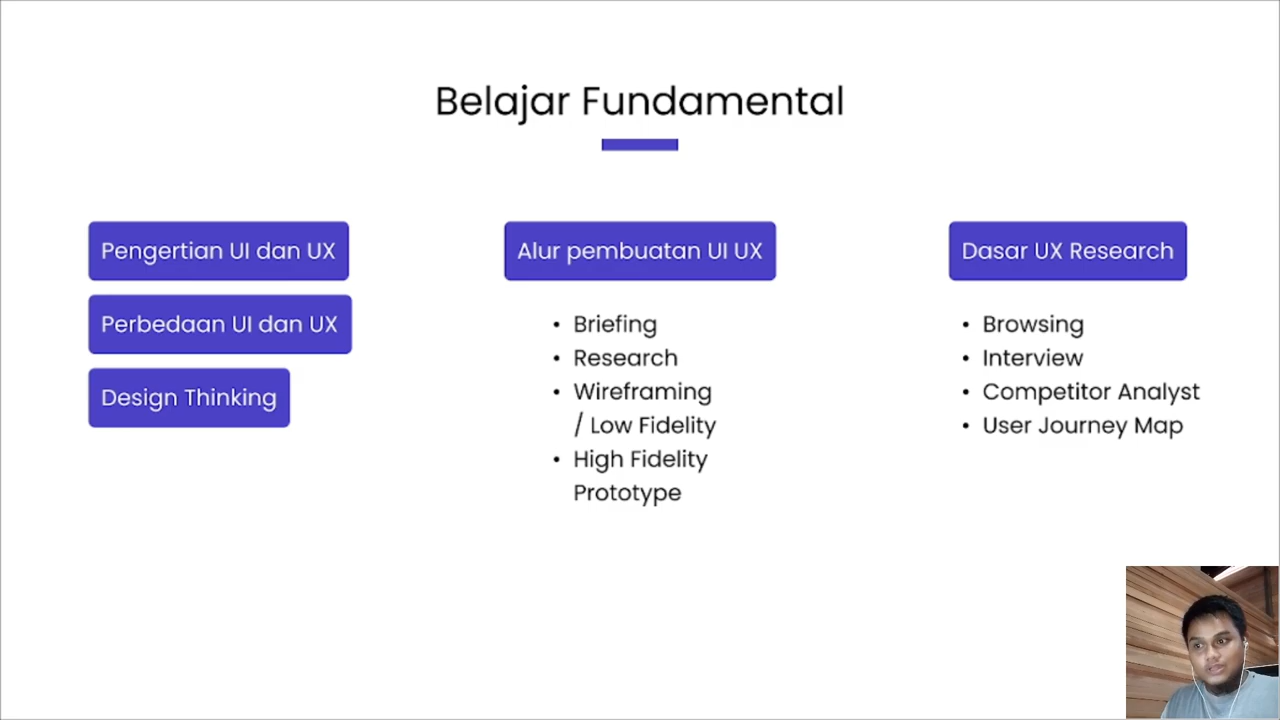 Belajar Fundamental
Pengertian UI dan UX
Perbedaan UI dan UX
Design Thinking
Alur pembuatan UI UX
• Briefing
• Research
• Wireframing
/ Low Fidelity
• High Fidelity
Prototype
Dasar UX Research
• Browsing
• Interview
• Competitor Analyst
• User Journey Map